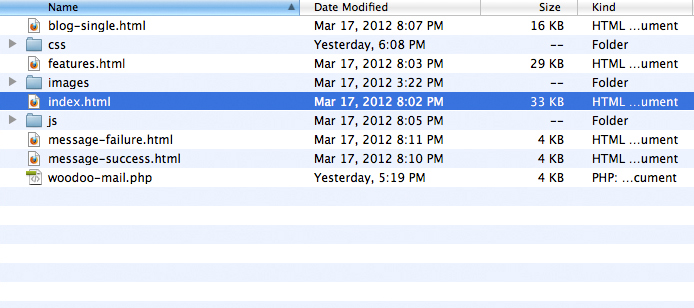 Name Date Modified Size Kind
blog-single.html Mar 17, 2012 8:07 PM 16 KB HTML ...ument
css Yesterday, 6:08 PM -- Folder
features.html Mar 17, 2012 8:03 PM 29 KB HTML ...ument
images Mar 17, 2012 3:22 PM -- Folder
index.html Mar 17, 2012 8:02 PM 33 KB HTML ...ument
js Mar 17, 2012 8:05 PM -- Folder
message-failure.html Mar 17, 2012 8:11 PM 4 KB HTML ...ument
message-success.html Mar 17, 2012 8:10 PM 4 KB HTML ...ument
woodoo-mail.php Yesterday, 5:19 PM 4 KB PHP: ...cument